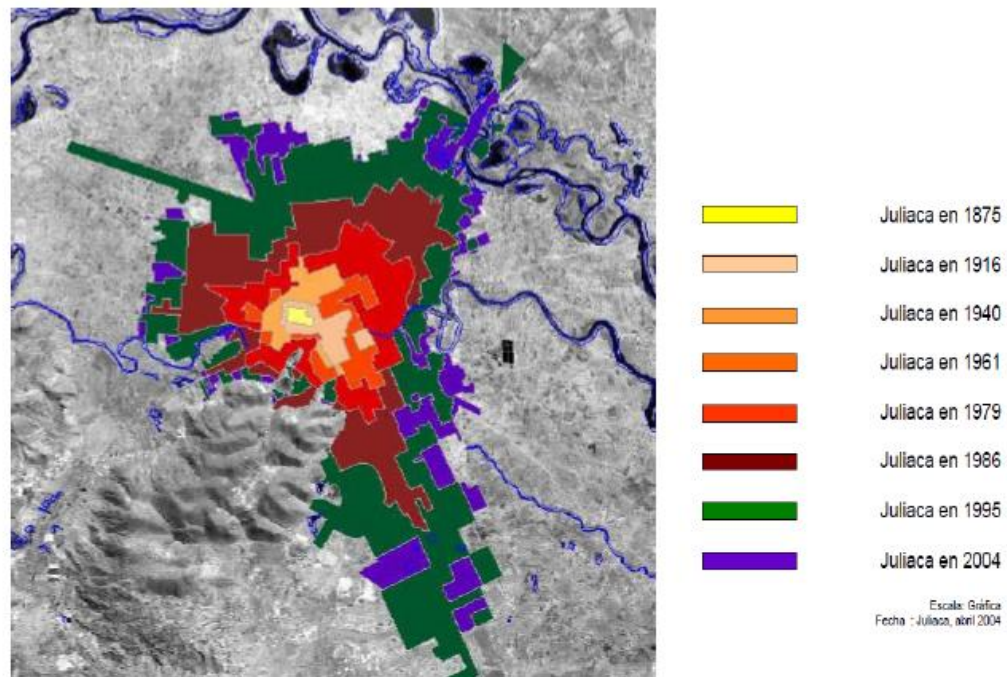 Juliaca en 1875
Juliaca en 1916
Juliaca en 1940
Juliaca en 1961
Juliaca en 1979
Juliaca en 1986
Juliaca en 1995
Juliaca en 2004
Escala: Gráfica
Fecha : Juliaca, abril 2004